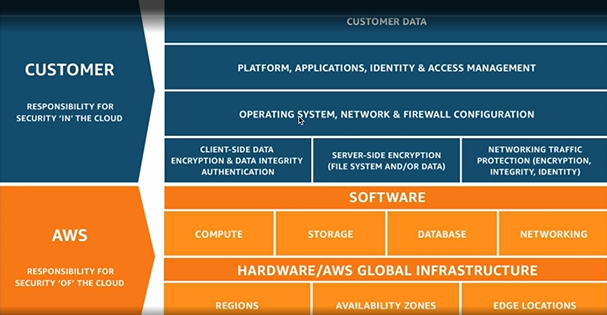 CUSTOMER DATA
CUSTOMER
RESPONSIBILITY FOR
SECURITY ‘IN’ THE CLOUD
PLATFORM, APPLICATIONS, IDENTITY & ACCESS MANAGEMENT
OPERATING SYSTEM, NETWORK & FIREWALL CONFIGURATION
CLIENT-SIDE DATA
ENCRYPTION & DATA INTEGRITY
AUTHENTICATION
SERVER-SIDE ENCRYPTION
(FILE SYSTEM AND/OR DATA)
NETWORKING TRAFFIC
PROTECTION (ENCRYPTION,
INTEGRITY, IDENTITY)
AWS
RESPONSIBILITY FOR
SECURITY ‘OF’ THE CLOUD
SOFTWARE
COMPUTE
STORAGE
DATABASE
NETWORKING
HARDWARE/AWS GLOBAL INFRASTRUCTURE
REGIONS
AVAILABILITY ZONES
EDGE LOCATIONS